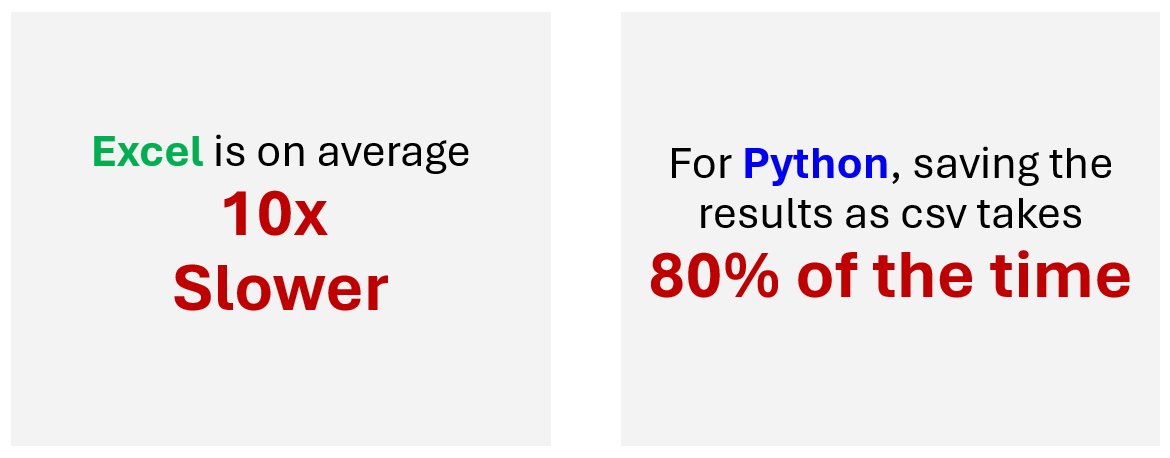 Excel is on average
10x
Slower
For Python, saving the
results as csv takes
80% of the time